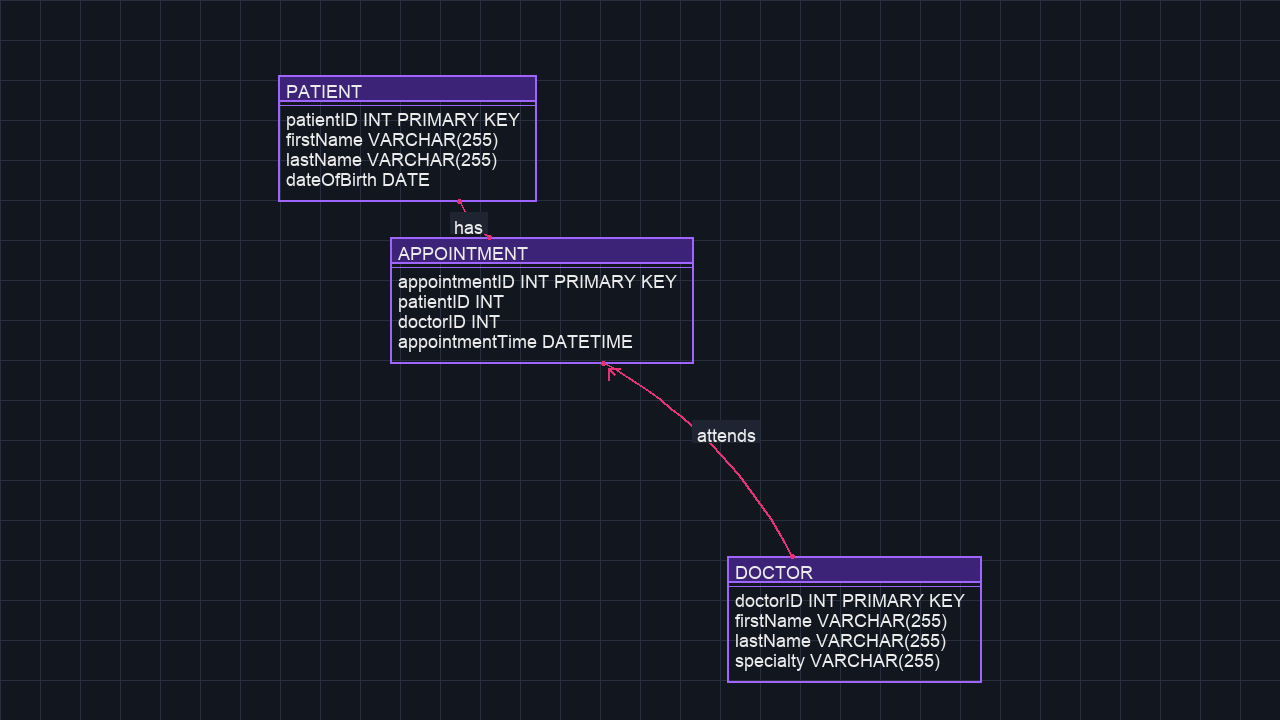 PATIENT
patientID INT PRIMARY KEY
firstName VARCHAR(255)
lastName VARCHAR(255)
dateOfBirth DATE
has
APPOINTMENT
appointmentID INT PRIMARY KEY
patientID INT
doctorID INT
appointmentTime DATETIME
attends
DOCTOR
doctorID INT PRIMARY KEY
firstName VARCHAR(255)
lastName VARCHAR(255)
specialty VARCHAR(255)